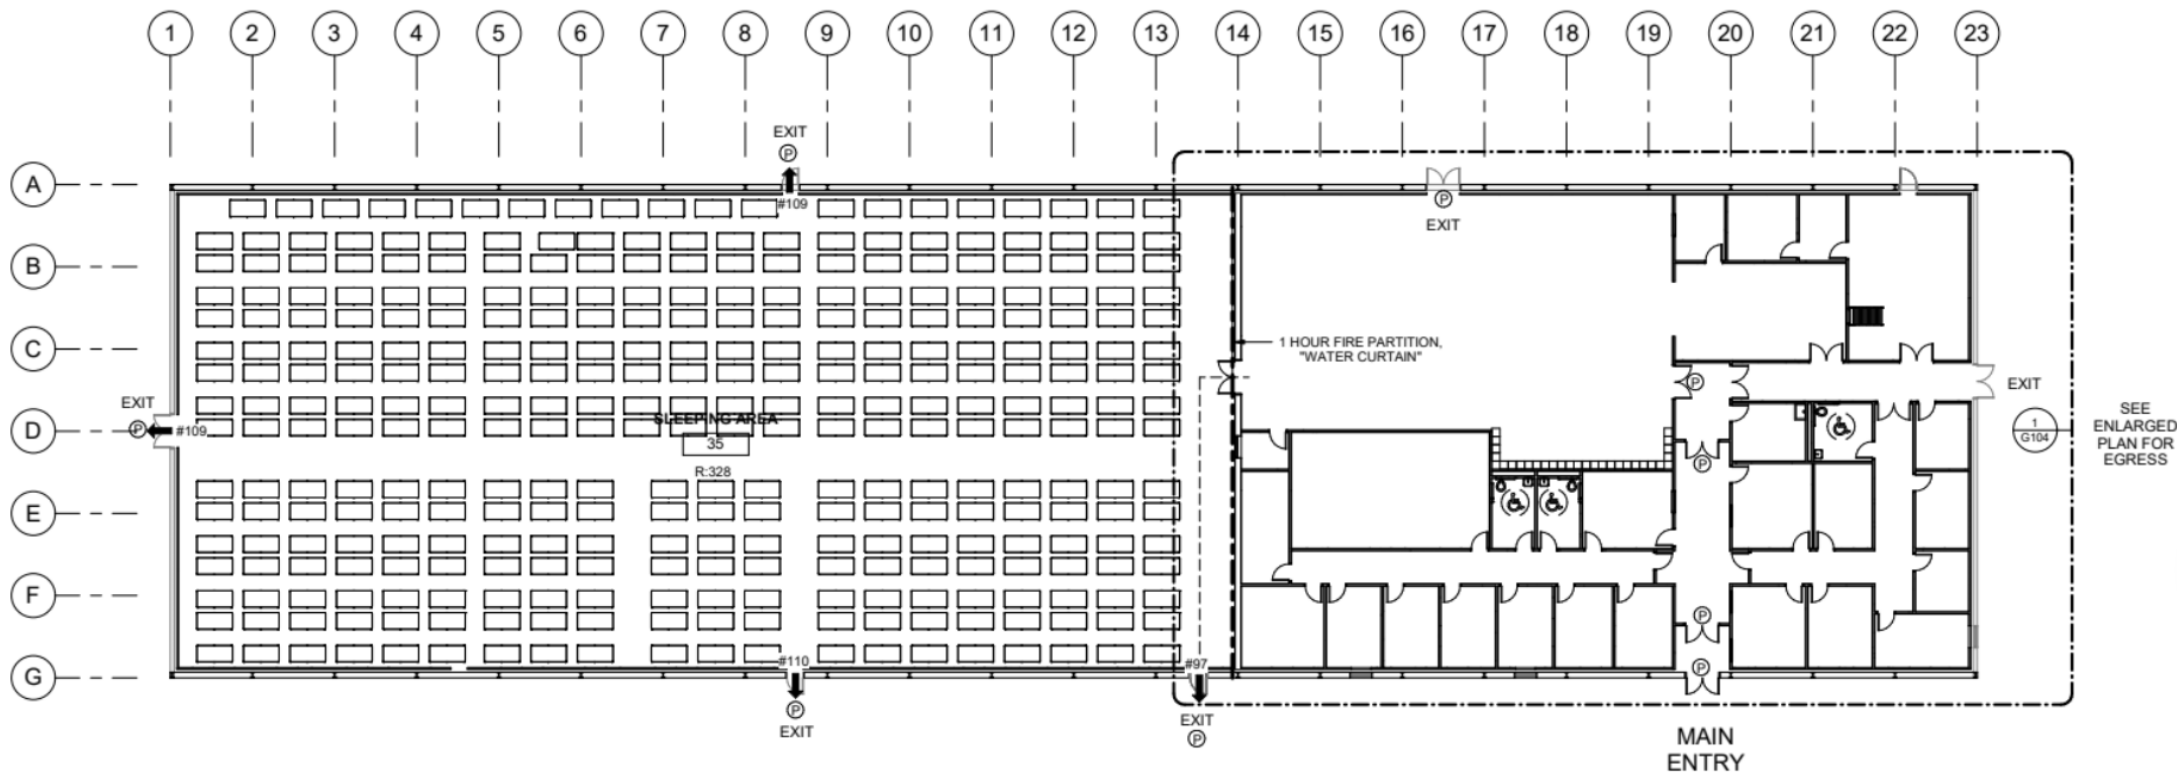 1 2 3 4 5 6 7 8 9 10 11 12 13 14 15 16 17 18 19 20 21 22 23
EXIT
P
A
#109
P
EXIT
B
C
1 HOUR FIRE PARTITION,
"WATER CURTAIN"
P
EXIT
EXIT
P
#109
D
SLEEPING AREA
35
R:328
1
G104
SEE
ENLARGED
PLAN FOR
EGRESS
P
E
F
P
G
#110
P
EXIT
#97
EXIT
P
P
MAIN
ENTRY